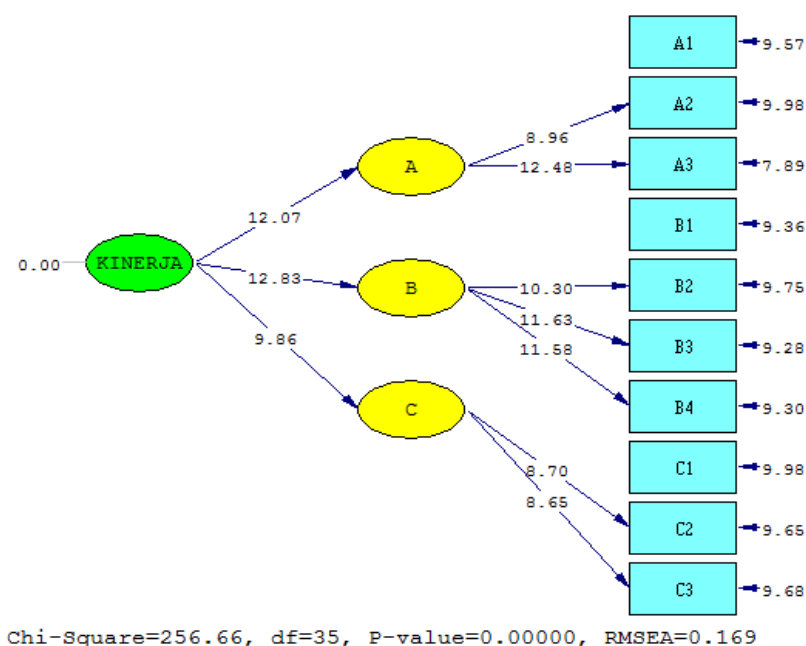 A1 9.57
A2 9.98
8.96
A
12.48
A3 7.89
12.07
B1 9.36
0.00 KINERJA
12.83
B
10.30
B2 9.75
11.63
9.86
11.58
B3 9.28
C
B4 9.30
8.70
C1 9.98
8.65
C2 9.65
C3 9.68
Chi-Square=256.66, df=35, P-value=0.00000, RMSEA=0.169